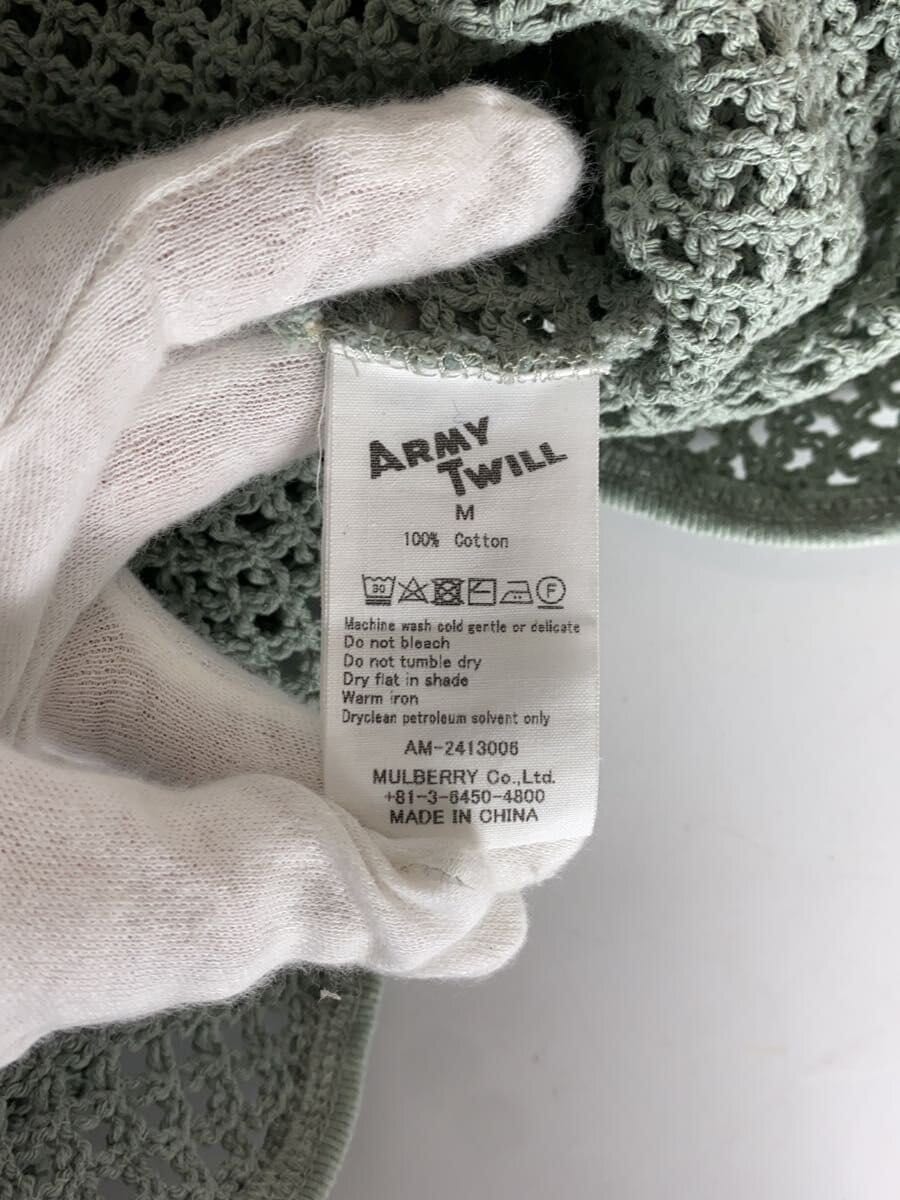 ARMY
TWILL
M
100% Cotton
30 F
Machine wash cold gentle or delicate
Do not bleach
Do not tumble dry
Dry flat in shade
Warm iron
Dryclean petroleum solvent only
AM-2413006
MULBERRY Co.,Ltd.
+81-3-6450-4800
MADE IN CHINA